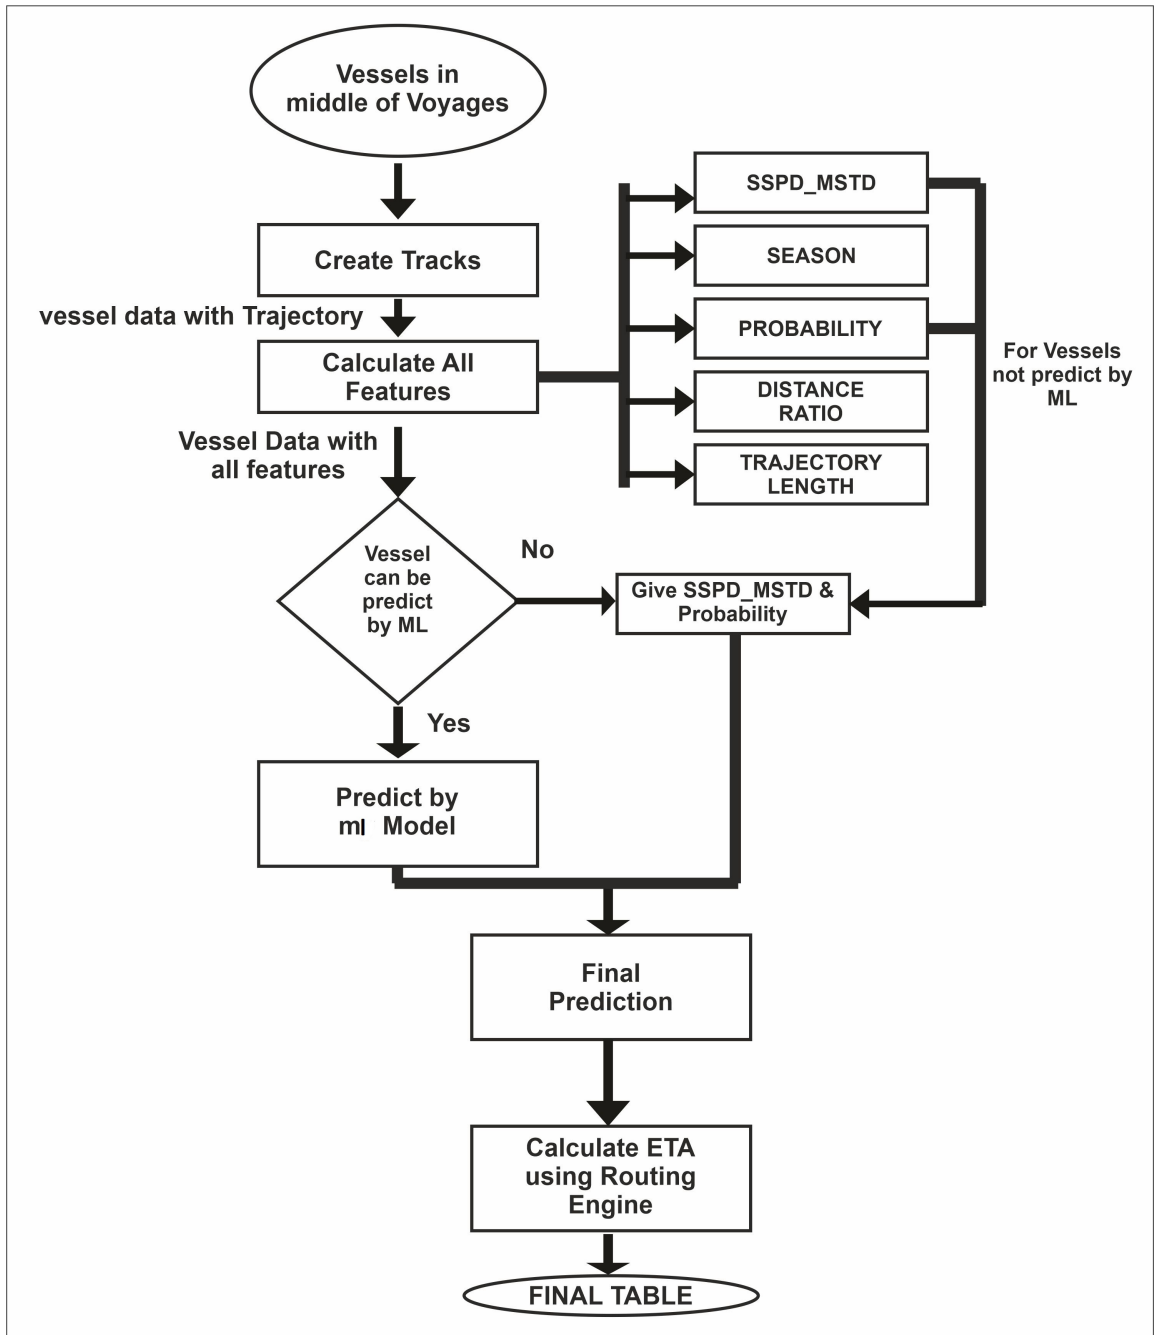 Vessels in
middle of Voyages
Create Tracks
vessel data with Trajectory
Calculate All
Features
SSPD_MSTD
SEASON
PROBABILITY
DISTANCE
RATIO
TRAJECTORY
LENGTH
For Vessels
not predict by
ML
Vessel Data with
all features
Vessel
can be
predict
by ML
No
Give SSPD_MSTD &
Probability
Yes
Predict by
ml Model
Final
Prediction
Calculate ETA
using Routing
Engine
FINAL TABLE